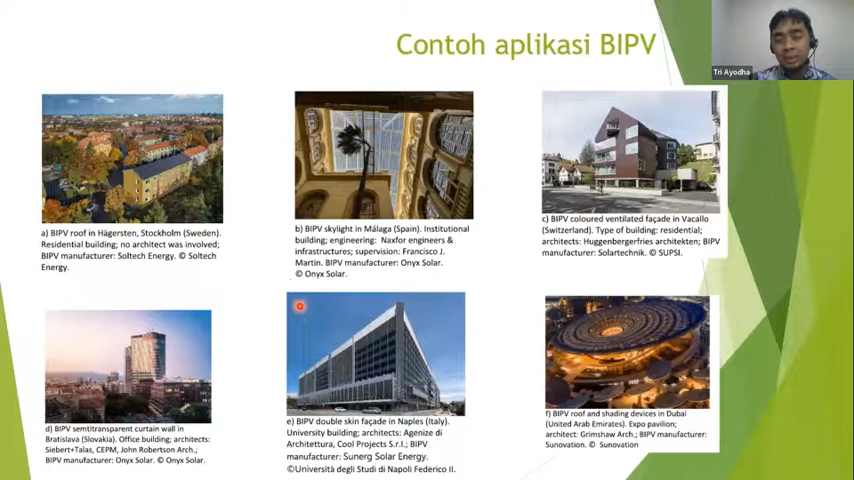 Contoh aplikasi BIPV
Tri Ayodha
a) BIPV roof in Hägersten, Stockholm (Sweden).
Residential building; no architect was involved;
BIPV manufacturer: Soltech Energy. © Soltech
Energy.
b) BIPV skylight in Málaga (Spain). Institutional
building; engineering: Naxfor engineers &
infrastructures; supervision: Francisco J.
Martin. BIPV manufacturer: Onyx Solar.
© Onyx Solar.
c) BIPV coloured ventilated façade in Vacallo
(Switzerland). Type of building: residential;
architects: Huggenbergerfries architekten; BIPV
manufacturer: Solartechnik. © SUPSI.
d) BIPV semtitransparent curtain wall in
Bratislava (Slovakia). Office building; architects:
Siebert+Talas, CEPM, John Robertson Arch.;
BIPV manufacturer: Onyx Solar. © Onyx Solar.
e) BIPV double skin façade in Naples (Italy).
University building; architects: Agenize di
Architettura, Cool Projects S.r.l.; BIPV
manufacturer: Sunerg Solar Energy.
©Università degli Studi di Napoli Federico II.
f) BIPV roof and shading devices in Dubai
(United Arab Emirates). Expo pavilion;
architect: Grimshaw Arch.; BIPV manufacturer:
Sunovation. © Sunovation